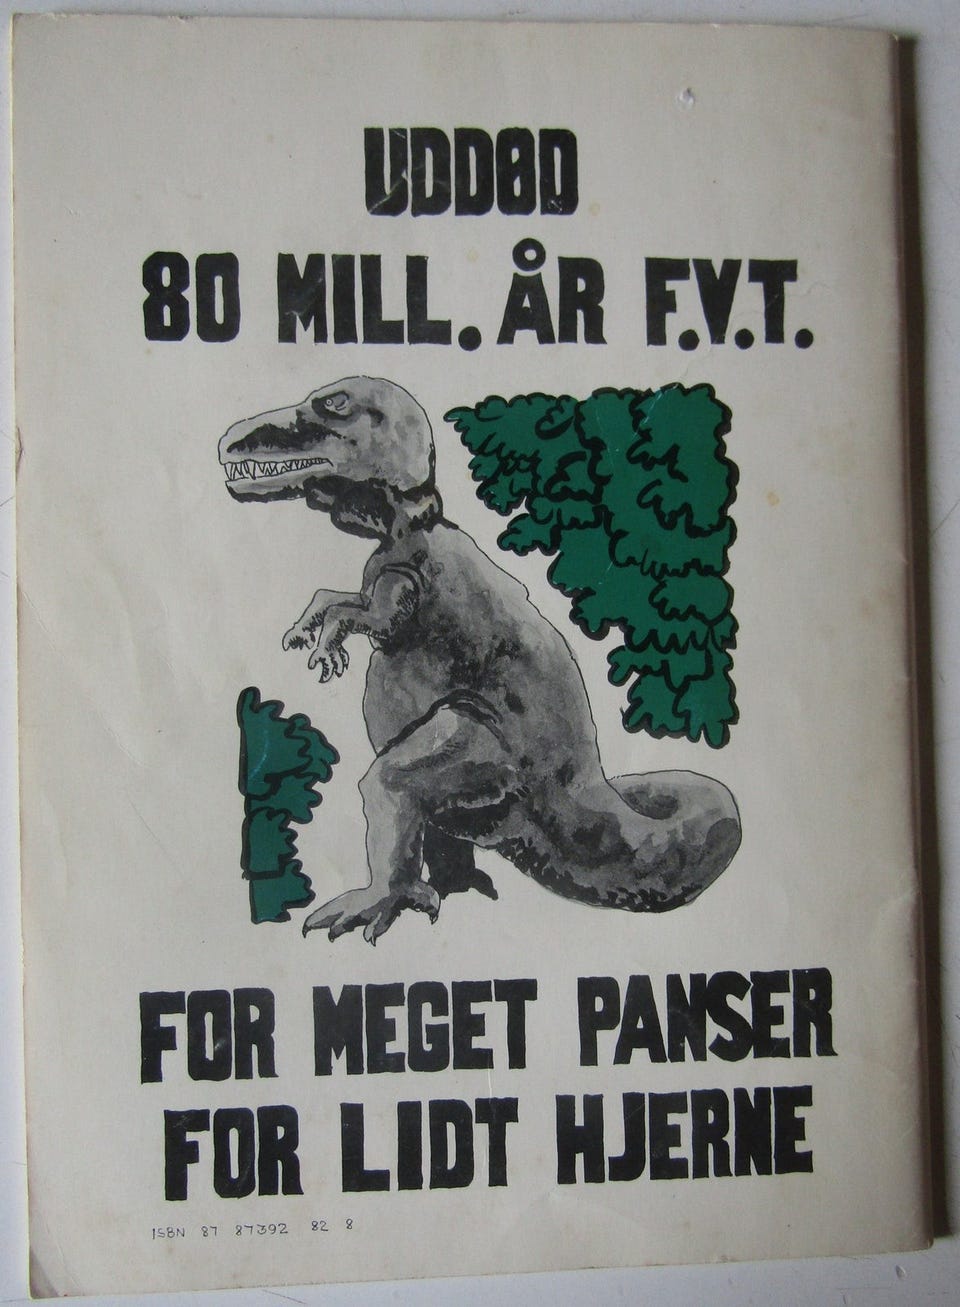 UDDØD
80 MILL. ÅR F.V.T.
FOR MEGET PANSER
FOR LIDT HJERNE
ISBN 87 87392 82 8